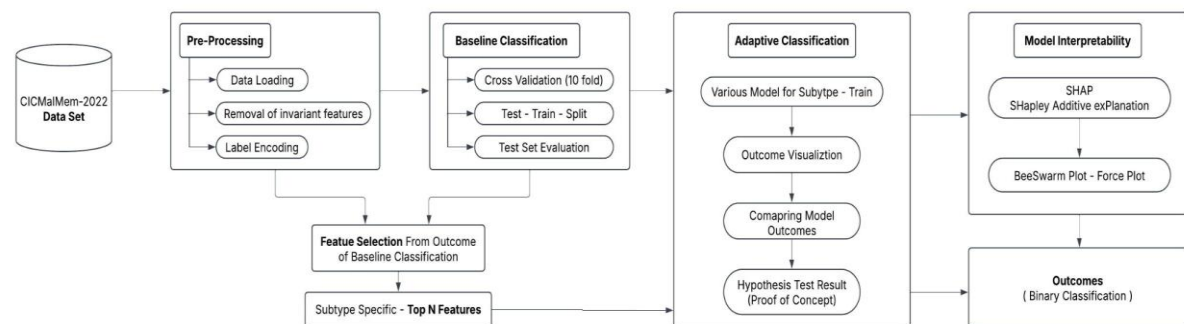 CICMalMem-2022
Data Set
Pre-Processing
Data Loading
Removal of invariant features
Label Encoding
Baseline Classification
Cross Validation (10 fold)
Test - Train - Split
Test Set Evaluation
Featue Selection From Outcome
of Baseline Classification
Subtype Specific - Top N Features
Adaptive Classification
Various Model for Subytpe - Train
Outcome Visualiztion
Comapring Model
Outcomes
Hypothesis Test Result
(Proof of Concept)
Model Interpretability
SHAP
SHapley Additive exPlanation
BeeSwarm Plot - Force Plot
Outcomes
( Binary Classification )